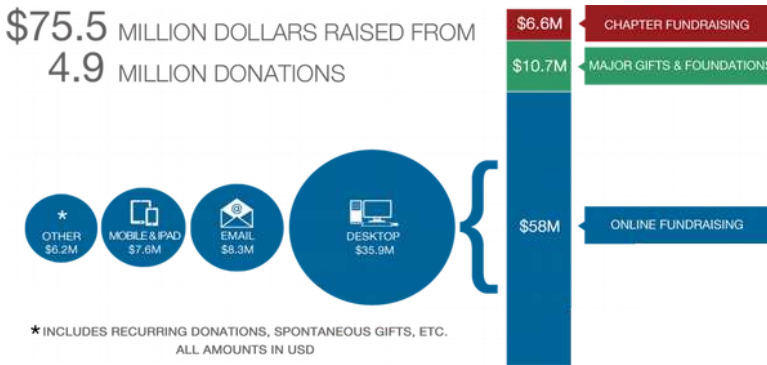 $75.5 MILLION DOLLARS RAISED FROM
4.9 MILLION DONATIONS
$6.6M
CHAPTER FUNDRAISING
$10.7M
MAJOR GIFTS & FOUNDATIONS
*
OTHER
$6.2M
MOBILE & IPAD
$7.6M
@
EMAIL
$8.3M
DESKTOP
$35.9M
{
$58M
ONLINE FUNDRAISING
* INCLUDES RECURRING DONATIONS, SPONTANEOUS GIFTS, ETC.
ALL AMOUNTS IN USD